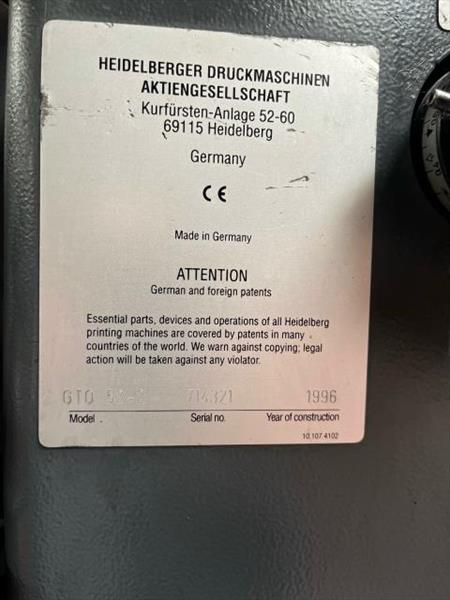 HEIDELBERGER DRUCKMASCHINEN
AKTIENGESELLSCHAFT
Kurfürsten-Anlage 52-60
69115 Heidelberg
Germany
CE
Made in Germany
ATTENTION
German and foreign patents
Essential parts, devices and operations of all Heidelberg
printing machines are covered by patents in many
countries of the world. We warn against copying; legal
action will be taken against any violator.
GTO 714321 1996
Model Serial no. Year of construction
10.107.4102